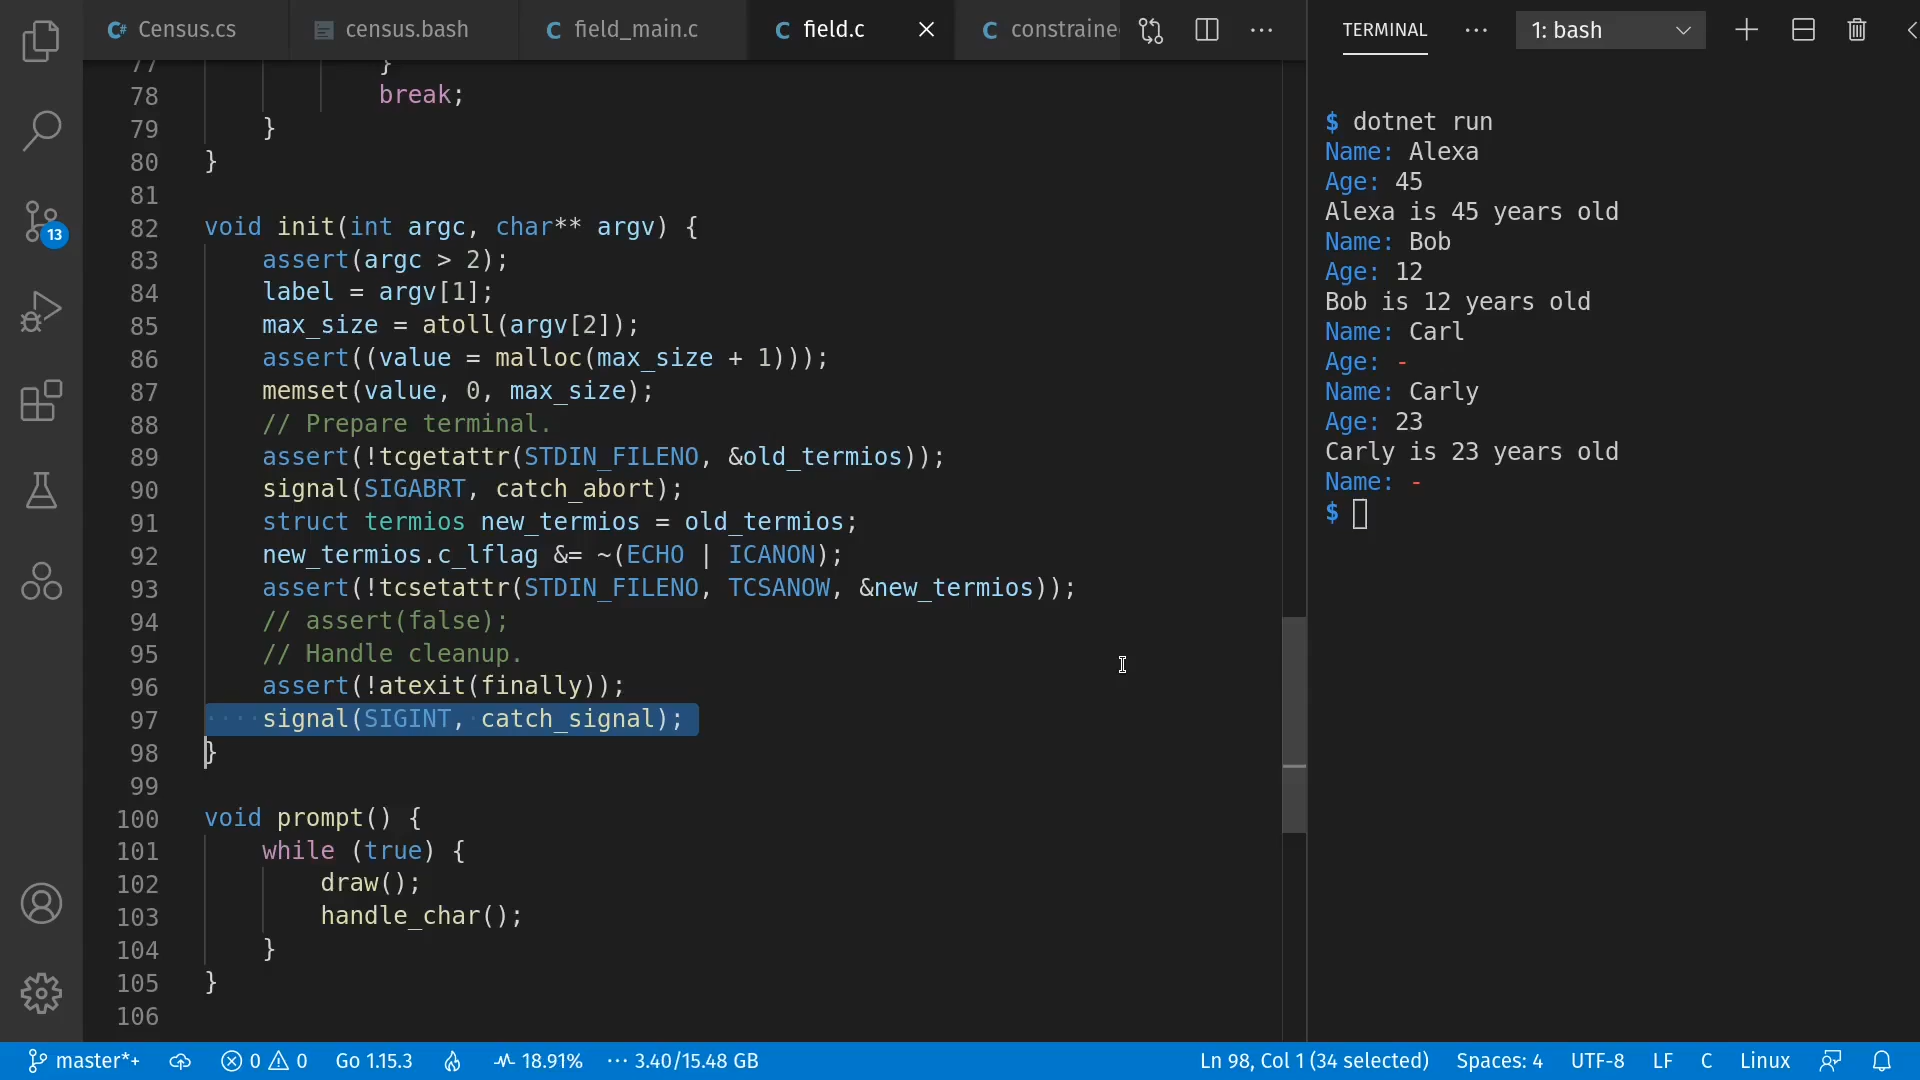 Census.cs census.bash field_main.c field.c constraine
77 }
78 break;
79 }
80 }
81
82 void init(int argc, char** argv) {
83 assert(argc > 2);
84 label = argv[1];
85 max_size = atoll(argv[2]);
86 assert((value = malloc(max_size + 1)));
87 memset(value, 0, max_size);
88 // Prepare terminal.
89 assert(!tcgetattr(STDIN_FILENO, &old_termios));
90 signal(SIGABRT, catch_abort);
91 struct termios new_termios = old_termios;
92 new_termios.c_lflag &= ~(ECHO | ICANON);
93 assert(!tcsetattr(STDIN_FILENO, TCSANOW, &new_termios));
94 // assert(false);
95 // Handle cleanup.
96 assert(!atexit(finally));
97 signal(SIGINT, catch_signal);
98 }
99
100 void prompt() {
101 while (true) {
102 draw();
103 handle_char();
104 }
105 }
106
13
TERMINAL ··· 1: bash
$ dotnet run
Name: Alexa
Age: 45
Alexa is 45 years old
Name: Bob
Age: 12
Bob is 12 years old
Name: Carl
Age: -
Name: Carly
Age: 23
Carly is 23 years old
Name: -
$
master*+ 0 0 Go 1.15.3 18.91% ··· 3.40/15.48 GB Ln 98, Col 1 (34 selected) Spaces: 4 UTF-8 LF C Linux